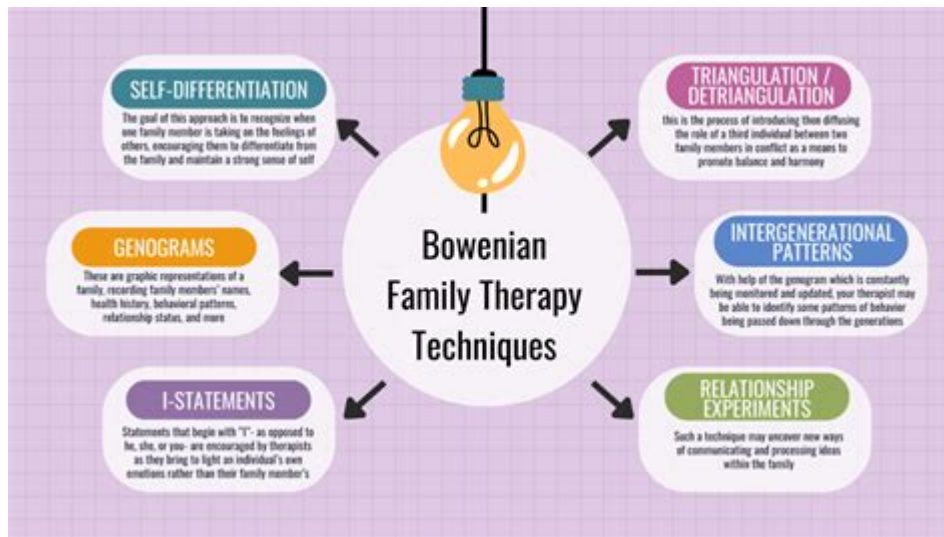 Bowenian
Family Therapy
Techniques
SELF-DIFFERENTIATION
The goal of this approach is to recognize when
one family member is taking on the feelings of
others, encouraging them to differentiate from
the family and maintain a strong sense of self
GENOGRAMS
These are graphic representations of a
family, recording family members' names,
health history, behavioral patterns,
relationship status, and more
I-STATEMENTS
Statements that begin with "I"- as opposed to
he, she, or you- are encouraged by therapists
as they bring to light an individual's own
emotions rather than their family member's
TRIANGULATION /
DETRIANGULATION
this is the process of introducing then diffusing
the role of a third individual between two
family members in conflict as a means to
promote balance and harmony
INTERGENERATIONAL
PATTERNS
With help of the genogram which is constantly
being monitored and updated, your therapist may
be able to identify some patterns of behavior
being passed down through the generations
RELATIONSHIP
EXPERIMENTS
Such a technique may uncover new ways
of communicating and processing ideas
within the family